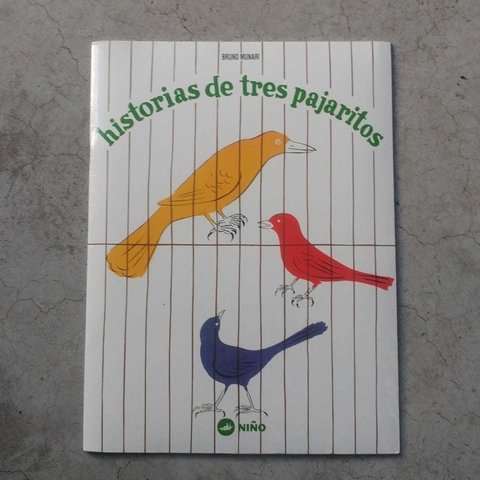 BRUNO MUNARI
historias de tres pajaritos
NIÑO